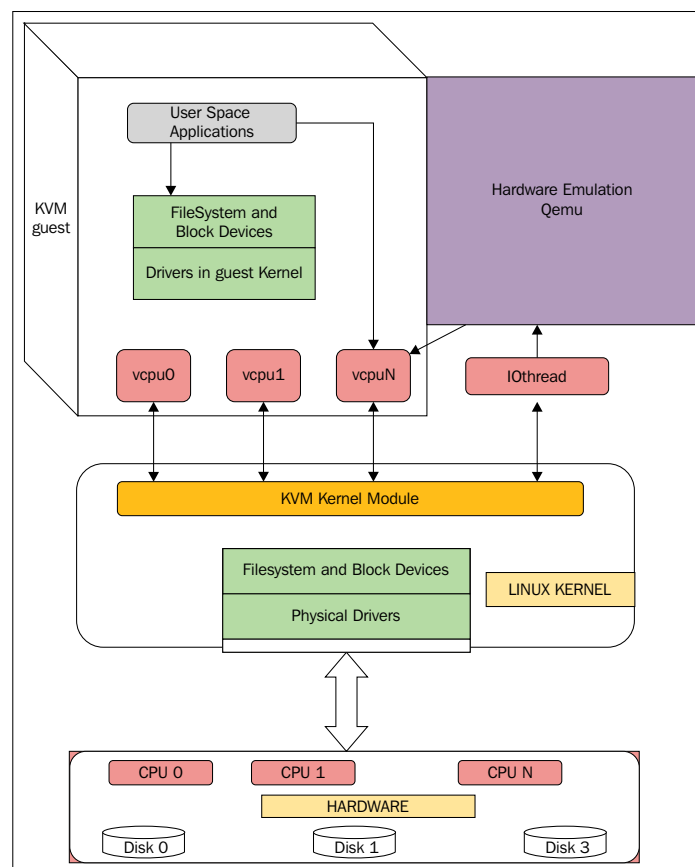 User Space
Applications
Hardware Emulation
Qemu
KVM
guest
FileSystem and
Block Devices
Drivers in guest Kernel
vcpu0
vcpu1
vcpuN
IOthread
KVM Kernel Module
Filesystem and Block Devices
LINUX KERNEL
Physical Drivers
CPU 0
CPU 1
CPU N
HARDWARE
Disk 0
Disk 1
Disk 3